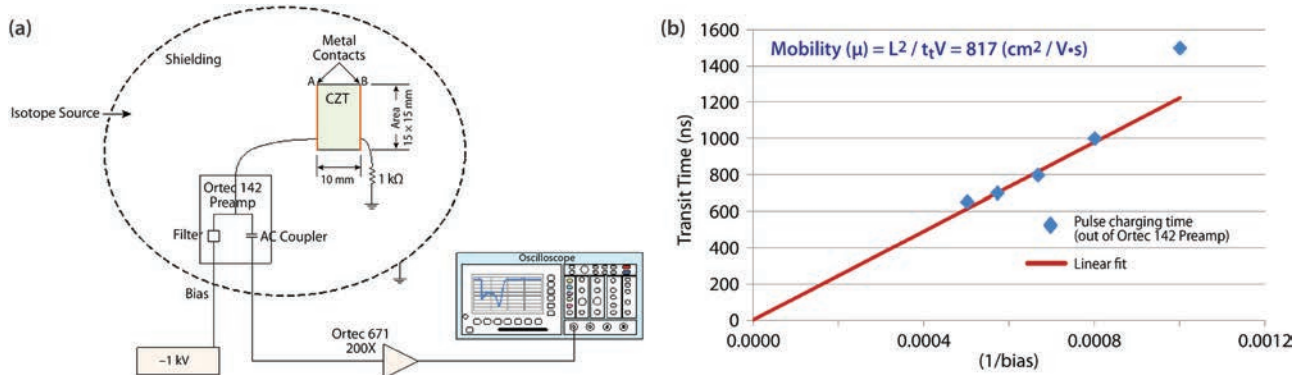 (a)
Shielding
Metal
Contacts
Isotope Source
A
B
CZT
Area
15 x 15 mm
10 mm
1 kΩ
Ortec 142
Preamp
Filter
AC Coupler
Bias
–1 kV
Ortec 671
200X
Oscilloscope
(b)
Mobility (μ) = L² / tₜV = 817 (cm² / V•s)
Transit Time (ns)
1600
1400
1200
1000
800
600
400
200
0
Pulse charging time
(out of Ortec 142 Preamp)
Linear fit
0.0000
0.0004
0.0008
0.0012
(1/bias)